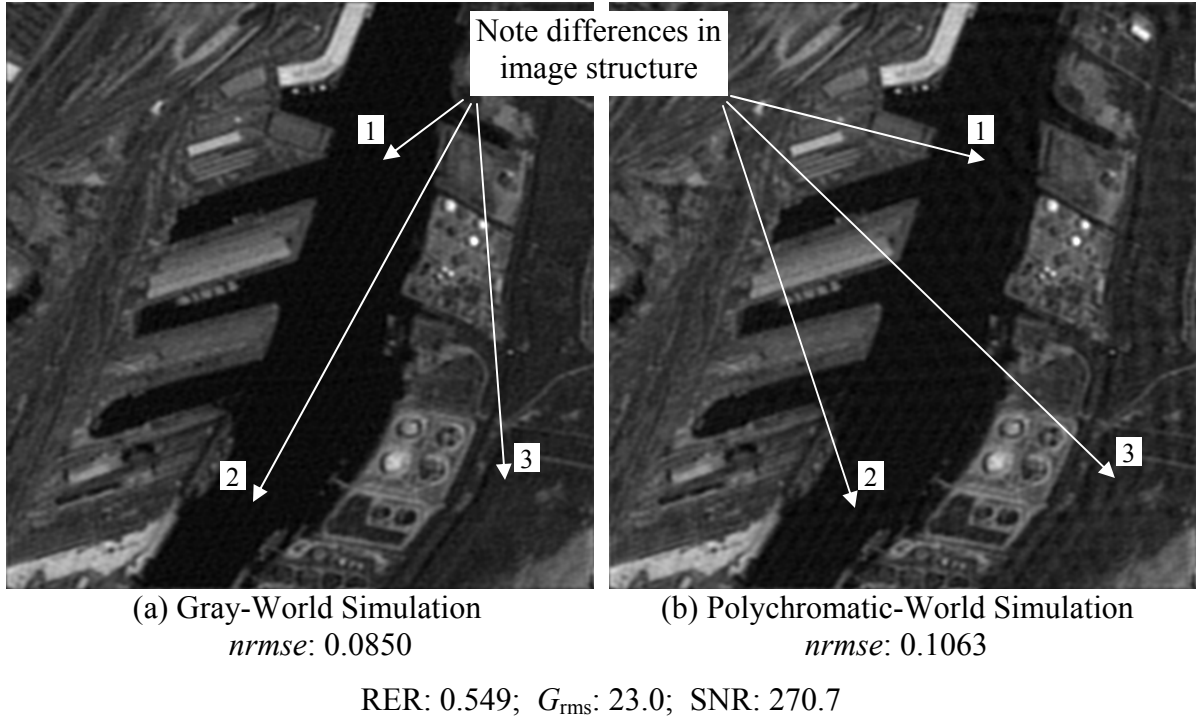 Note differences in
image structure
1
2
3
1
2
3
(a) Gray-World Simulation
nrmse: 0.0850
(b) Polychromatic-World Simulation
nrmse: 0.1063
RER: 0.549; Grms: 23.0; SNR: 270.7